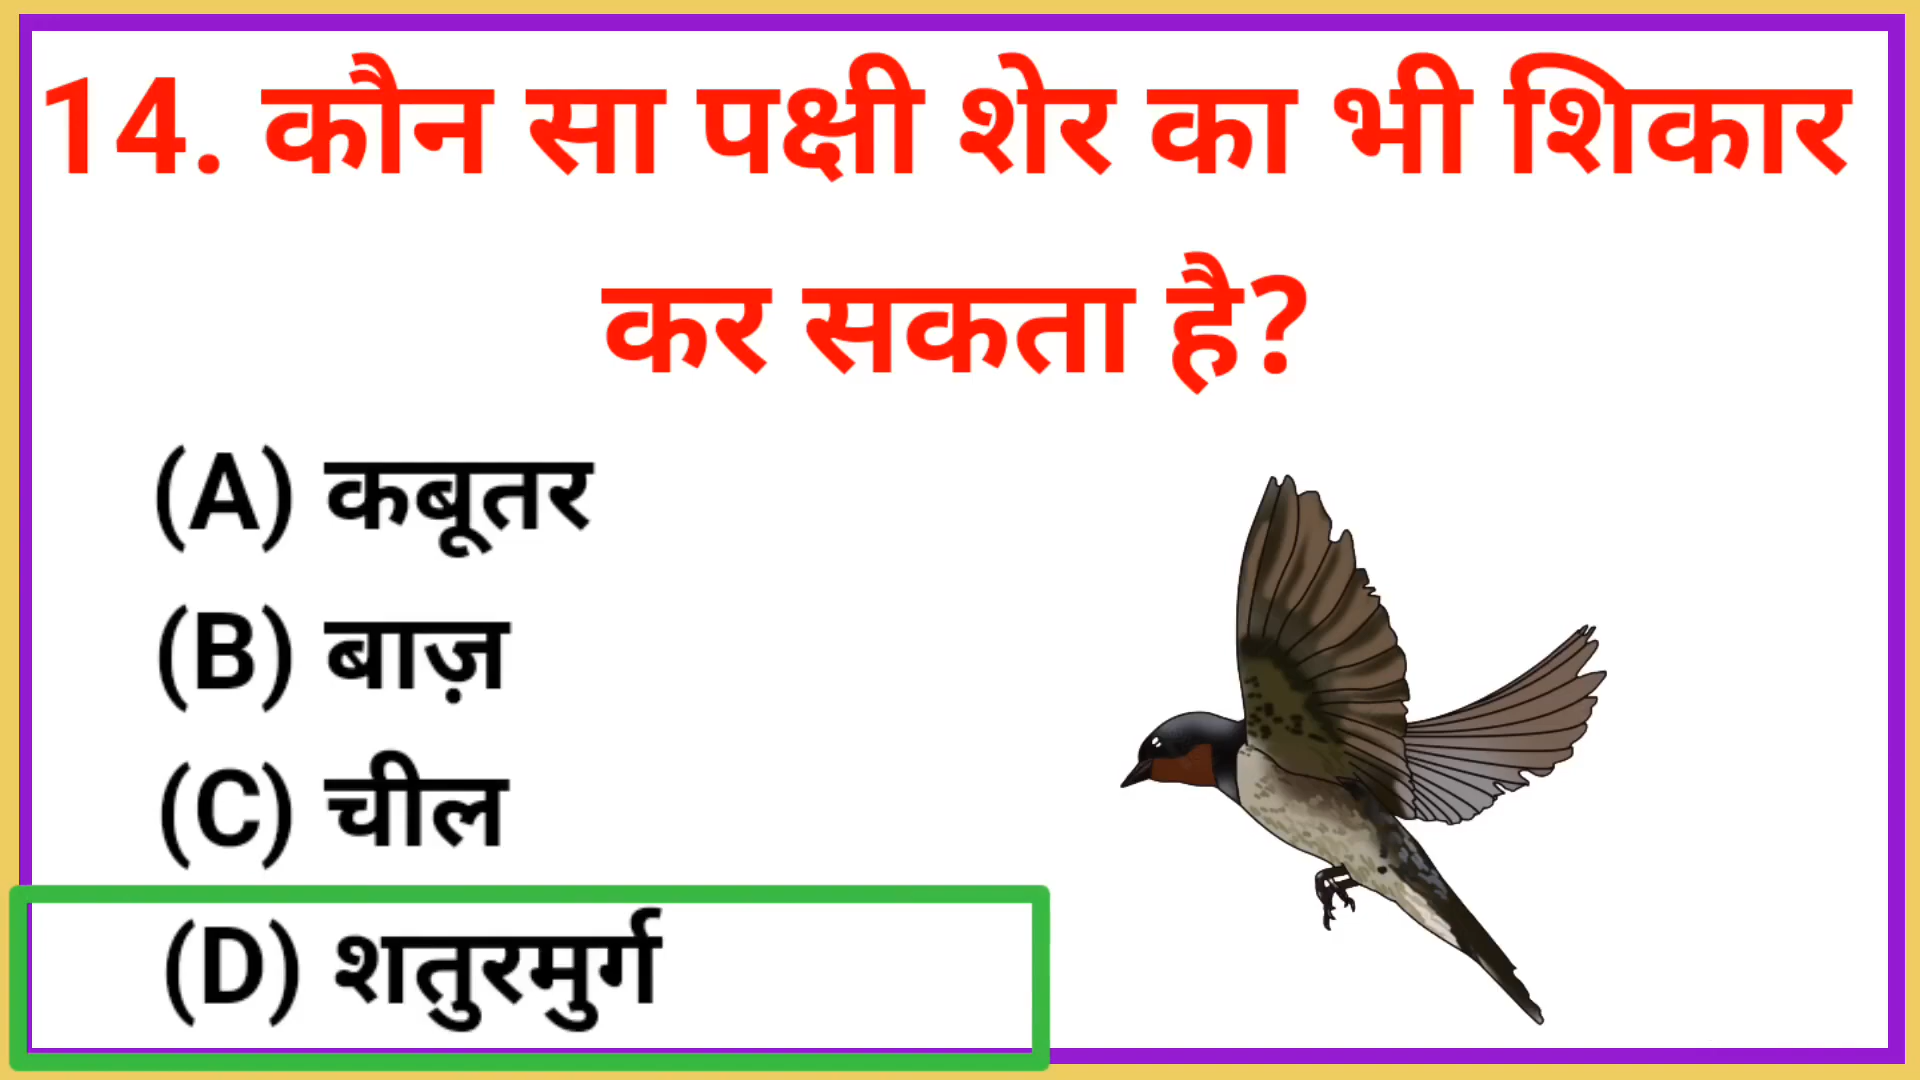 14. कौन सा पक्षी शेर का भी शिकार
कर सकता है?
(A) कबूतर
(B) बाज़
(C) चील
(D) शतुरमुर्ग